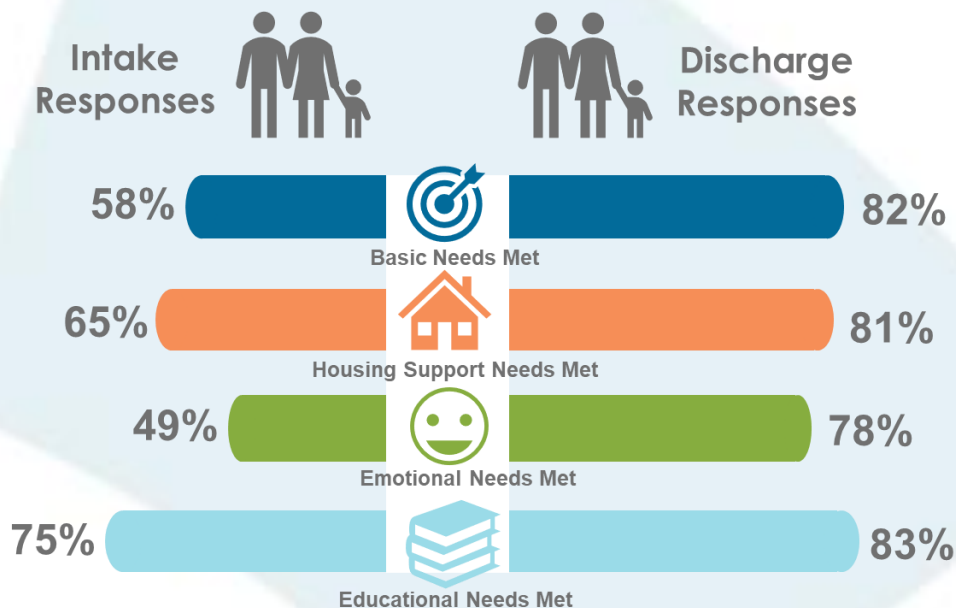 Intake
Responses
Discharge
Responses
58%
82%
Basic Needs Met
65%
81%
Housing Support Needs Met
49%
78%
Emotional Needs Met
75%
83%
Educational Needs Met